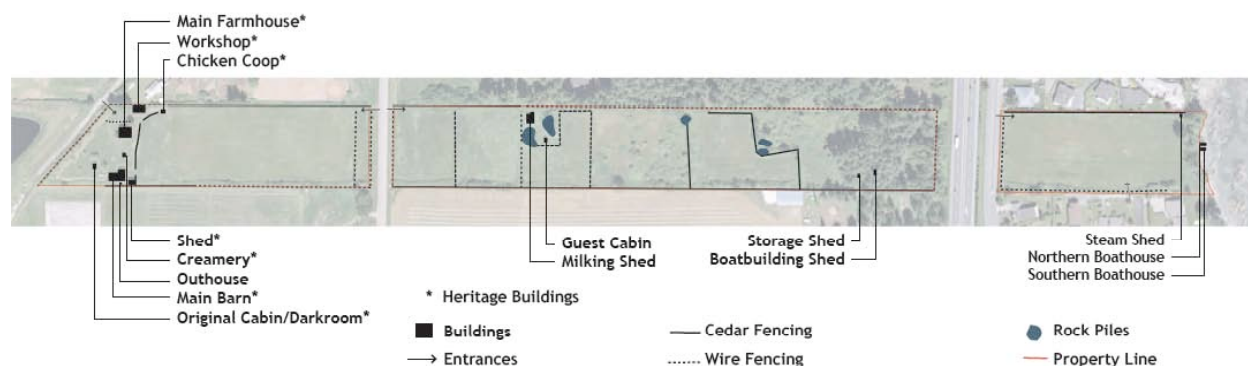 Main Farmhouse*
Workshop*
Chicken Coop*
Shed*
Creamery*
Outhouse
Main Barn*
Original Cabin/Darkroom*
Guest Cabin
Milking Shed
Storage Shed
Boatbuilding Shed
Steam Shed
Northern Boathouse
Southern Boathouse
* Heritage Buildings
Buildings
Entrances
Cedar Fencing
Wire Fencing
Rock Piles
Property Line